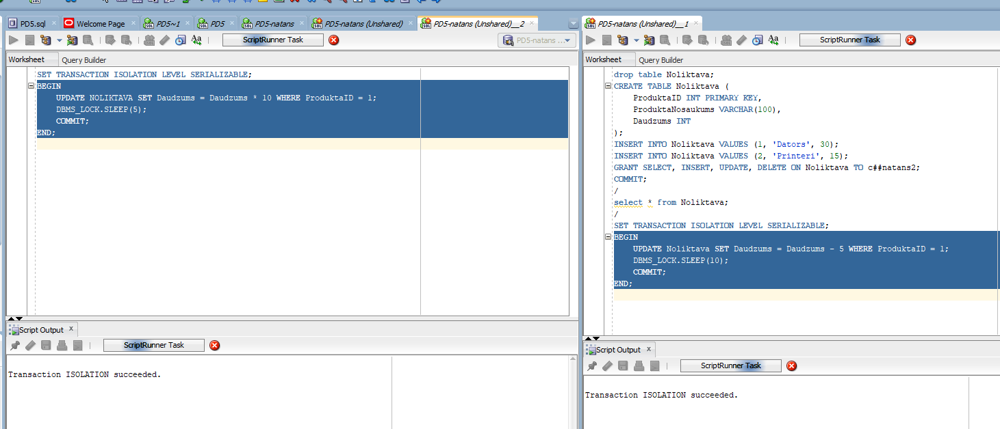 PD5.sql
Welcome Page
PD5~1
PD5
PD5-natans
PD5-natans (Unshared)
PD5-natans (Unshared)__2
ScriptRunner Task
PD5-natans ...
Worksheet
Query Builder
SET TRANSACTION ISOLATION LEVEL SERIALIZABLE;
BEGIN
UPDATE NOLIKTAVA SET Daudzums = Daudzums * 10 WHERE ProduktaID = 1;
DBMS_LOCK.SLEEP(5);
COMMIT;
END;
Script Output
ScriptRunner Task
Transaction ISOLATION succeeded.
PD5-natans (Unshared)__1
ScriptRunner Task
Worksheet
Query Builder
drop table Noliktava;
CREATE TABLE Noliktava (
ProduktaID INT PRIMARY KEY,
ProduktaNosaukums VARCHAR(100),
Daudzums INT
);
INSERT INTO Noliktava VALUES (1, 'Dators', 30);
INSERT INTO Noliktava VALUES (2, 'Printeri', 15);
GRANT SELECT, INSERT, UPDATE, DELETE ON Noliktava TO c##natans2;
COMMIT;
/
select * from Noliktava;
/
SET TRANSACTION ISOLATION LEVEL SERIALIZABLE;
BEGIN
UPDATE Noliktava SET Daudzums = Daudzums - 5 WHERE ProduktaID = 1;
DBMS_LOCK.SLEEP(10);
COMMIT;
END;
Script Output
ScriptRunner Task
Transaction ISOLATION succeeded.